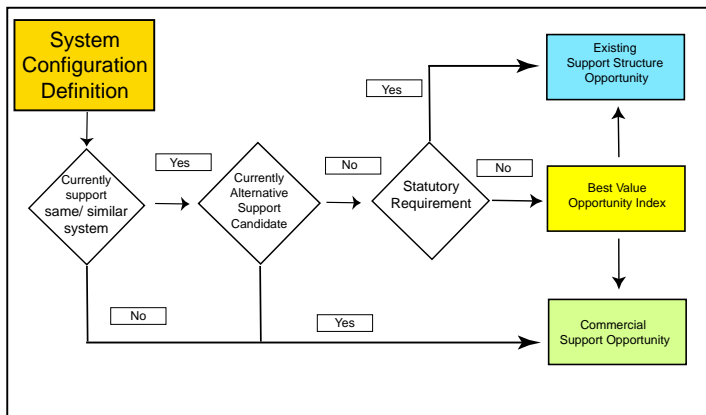 System
Configuration
Definition
Existing
Support Structure
Opportunity
Yes
Currently support
same/ similar
system
Yes
Currently
Alternative
Support
Candidate
No
Statutory
Requirement
No
Best Value
Opportunity Index
No
Yes
Commercial
Support Opportunity